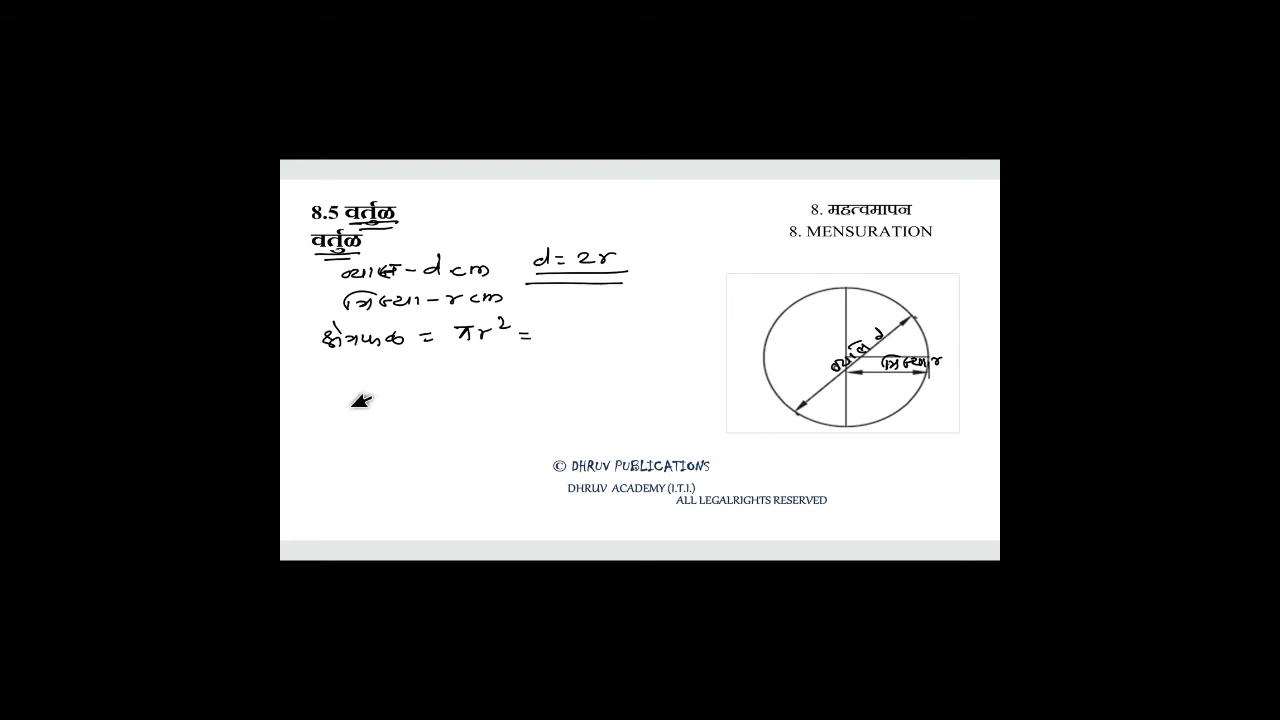 8.5 वर्तुळ
वर्तुळ
व्यास - d cm
d = 2r
त्रिज्या - r cm
क्षेत्रफळ = πr² =
8. महत्वमापन
8. MENSURATION
व्यास d
त्रिज्या r
© DHRUV PUBLICATIONS
DHRUV ACADEMY (I.T.I.)
ALL LEGALRIGHTS RESERVED